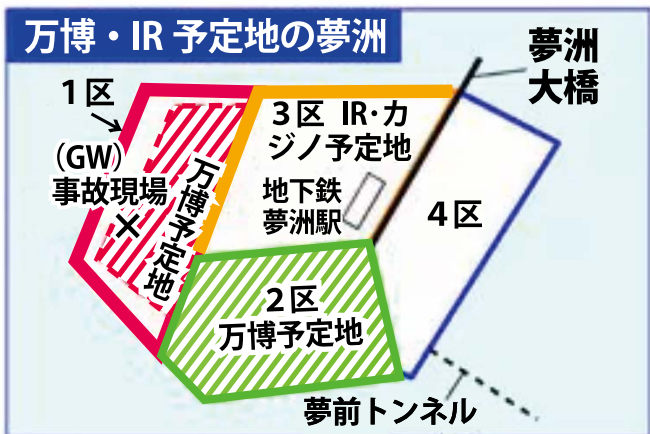 万博・IR 予定地の夢洲
夢洲
大橋
1区
(GW)
事故現場
万博予定地
3区 IR・カ
ジノ予定地
地下鉄
夢洲駅
4区
2区
万博予定地
夢前トンネル